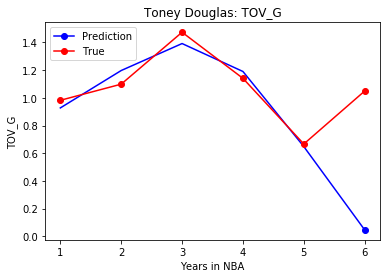 Toney Douglas: TOV_G
Prediction
True
1.4
1.2
1.0
0.8
0.6
0.4
0.2
0.0
TOV_G
1 2 3 4 5 6
Years in NBA